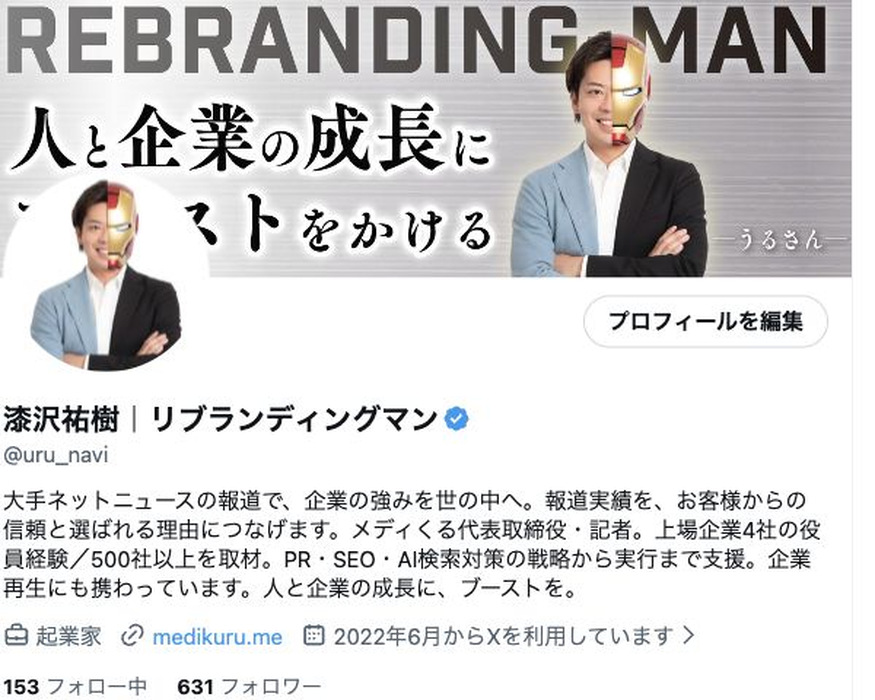 REBRANDING MAN
人と企業の成長に
ストをかける
うるさん
プロフィールを編集
漆沢祐樹｜リブランディングマン
@uru_navi
大手ネットニュースの報道で、企業の強みを世の中へ。報道実績を、お客様からの
信頼と選ばれる理由につなげます。メディくる代表取締役・記者。上場企業4社の役
員経験／500社以上を取材。PR・SEO・AI検索対策の戦略から実行まで支援。企業
再生にも携わっています。人と企業の成長に、ブーストを。
起業家 medikuru.me 2022年6月からXを利用しています
153 フォロー中 631 フォロワー